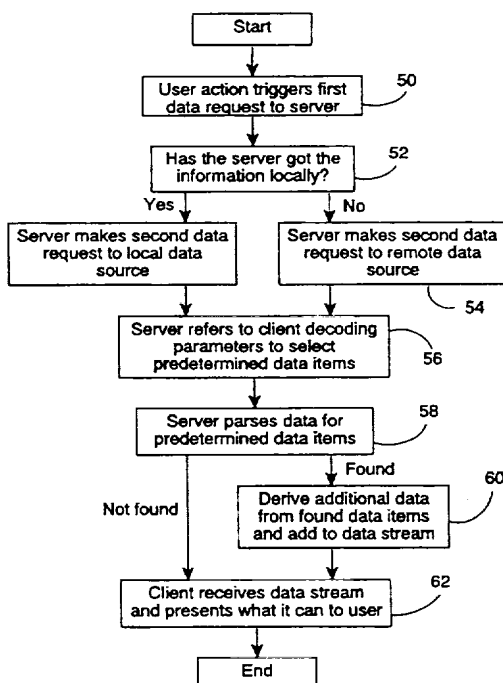 Start
User action triggers first
data request to server
50
Has the server got the
information locally?
52
Yes
No
Server makes second data
request to local data
source
Server makes second data
request to remote data
source
54
Server refers to client decoding
parameters to select
predetermined data items
56
Server parses data for
predetermined data items
58
Found
Not found
Derive additional data
from found data items
and add to data stream
60
Client receives data stream
and presents what it can to user
62
End